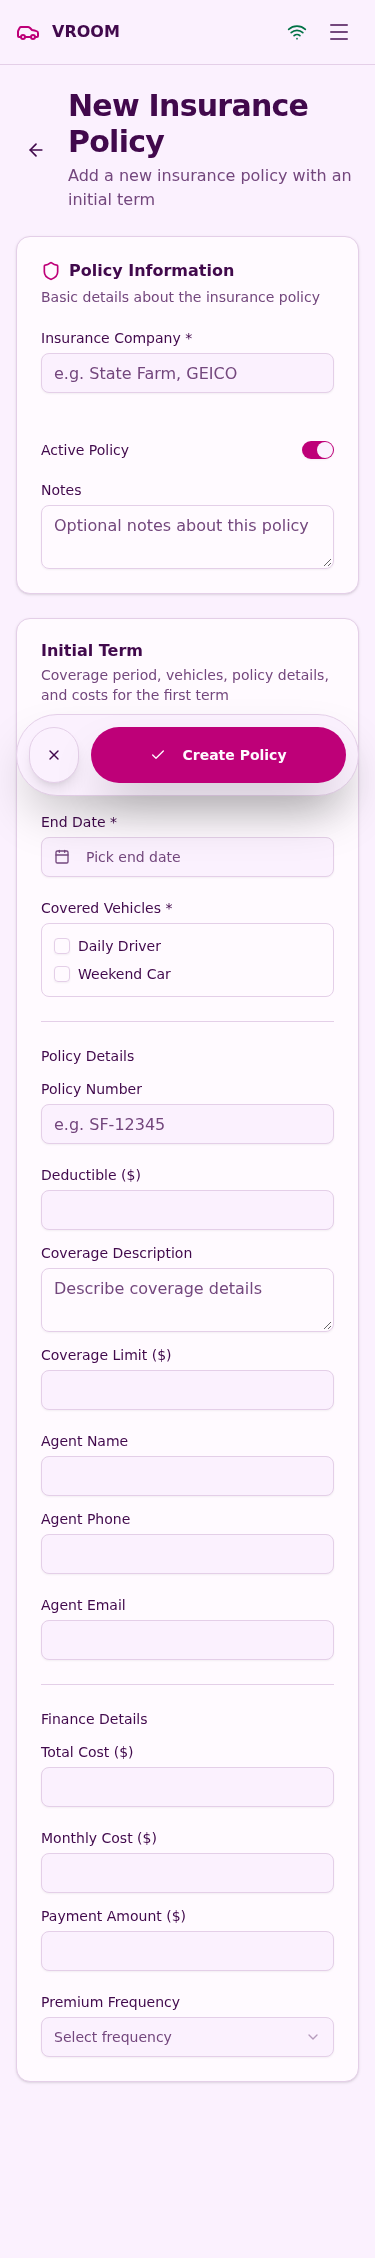 VROOM
New Insurance
Policy
Add a new insurance policy with an
initial term
Policy Information
Basic details about the insurance policy
Insurance Company *
e.g. State Farm, GEICO
Active Policy
Notes
Optional notes about this policy
Initial Term
Coverage period, vehicles, policy details,
and costs for the first term
Create Policy
End Date *
Pick end date
Covered Vehicles *
Daily Driver
Weekend Car
Policy Details
Policy Number
e.g. SF-12345
Deductible ($)
Coverage Description
Describe coverage details
Coverage Limit ($)
Agent Name
Agent Phone
Agent Email
Finance Details
Total Cost ($)
Monthly Cost ($)
Payment Amount ($)
Premium Frequency
Select frequency